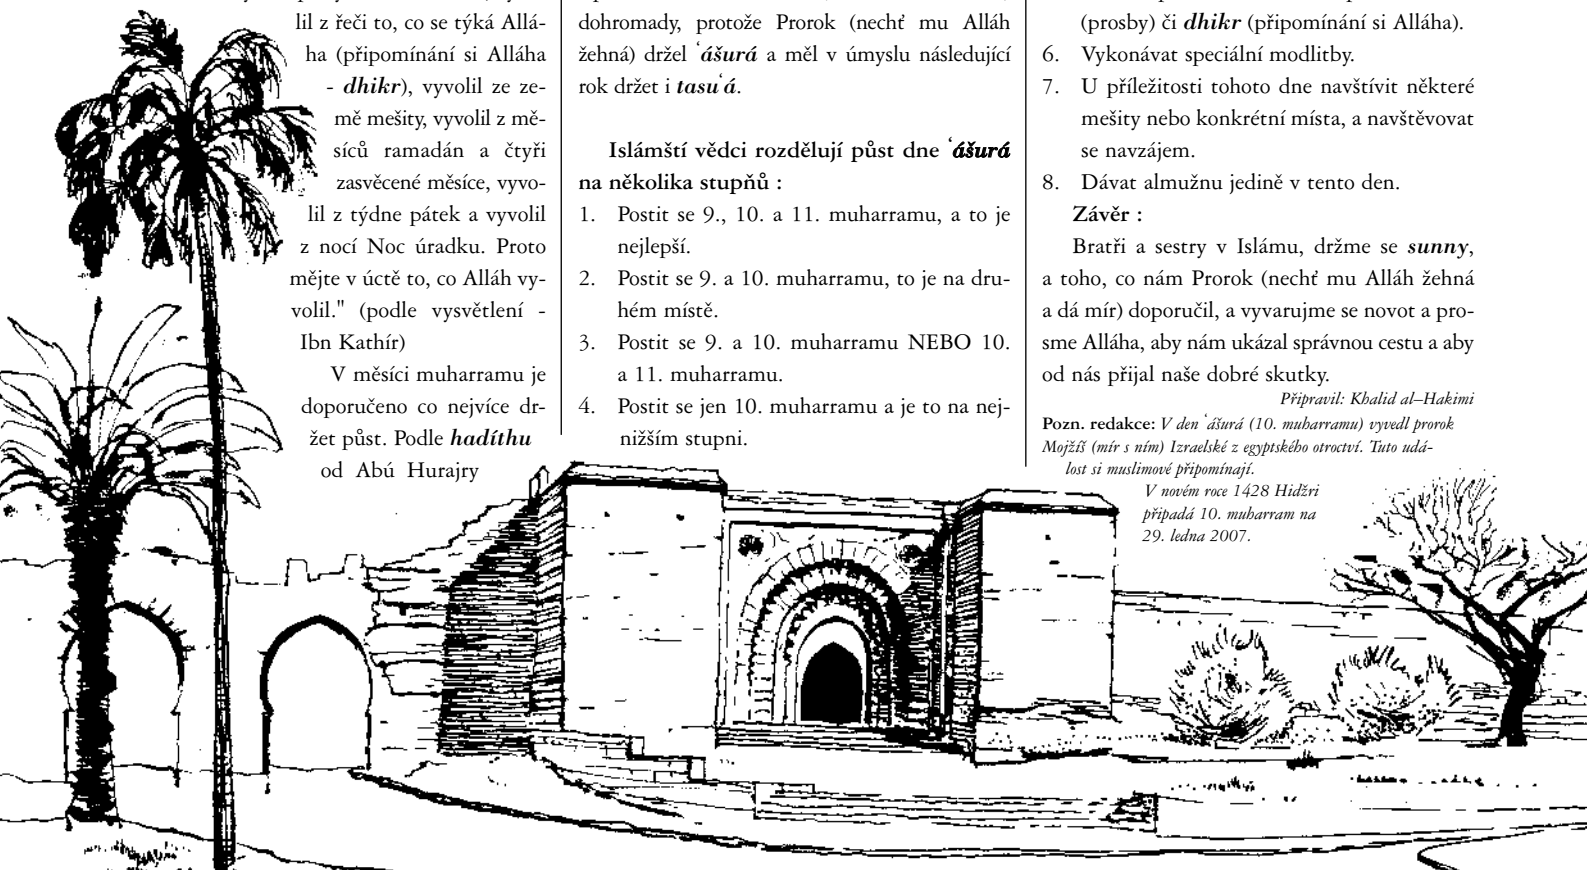 lil z řeči to, co se týká Allá-
ha (připomínání si Alláha
- dhikr), vyvolil ze ze-
mě mešity, vyvolil z mě-
síců ramadán a čtyři
zasvěcené měsíce, vyvo-
lil z týdne pátek a vyvolil
z nocí Noc úradku. Proto
mějte v úctě to, co Alláh vy-
volil." (podle vysvětlení -
Ibn Kathír)
V měsíci muharramu je
doporučeno co nejvíce dr-
žet půst. Podle hadíthu
od Abú Hurajry
dohromady, protože Prorok (nechť mu Alláh
žehná) držel ʻášurá a měl v úmyslu následující
rok držet i tasuʻá.
Islámští vědci rozdělují půst dne ʻášurá
na několika stupňů :
1. Postit se 9., 10. a 11. muharramu, a to je
nejlepší.
2. Postit se 9. a 10. muharramu, to je na dru-
hém místě.
3. Postit se 9. a 10. muharramu NEBO 10.
a 11. muharramu.
4. Postit se jen 10. muharramu a je to na nej-
nižším stupni.
(prosby) či dhikr (připomínání si Alláha).
6. Vykonávat speciální modlitby.
7. U příležitosti tohoto dne navštívit některé
mešity nebo konkrétní místa, a navštěvovat
se navzájem.
8. Dávat almužnu jedině v tento den.
Závěr :
Bratři a sestry v Islámu, držme se sunny,
a toho, co nám Prorok (nechť mu Alláh žehná
a dá mír) doporučil, a vyvarujme se novot a pro-
sme Alláha, aby nám ukázal správnou cestu a aby
od nás přijal naše dobré skutky.
Připravil: Khalid al–Hakimi
Pozn. redakce: V den ʻášurá (10. muharramu) vyvedl prorok
Mojžíš (mír s ním) Izraelské z egyptského otroctví. Tuto udá-
lost si muslimové připomínají.
V novém roce 1428 Hidžri
připadá 10. muharram na
29. ledna 2007.